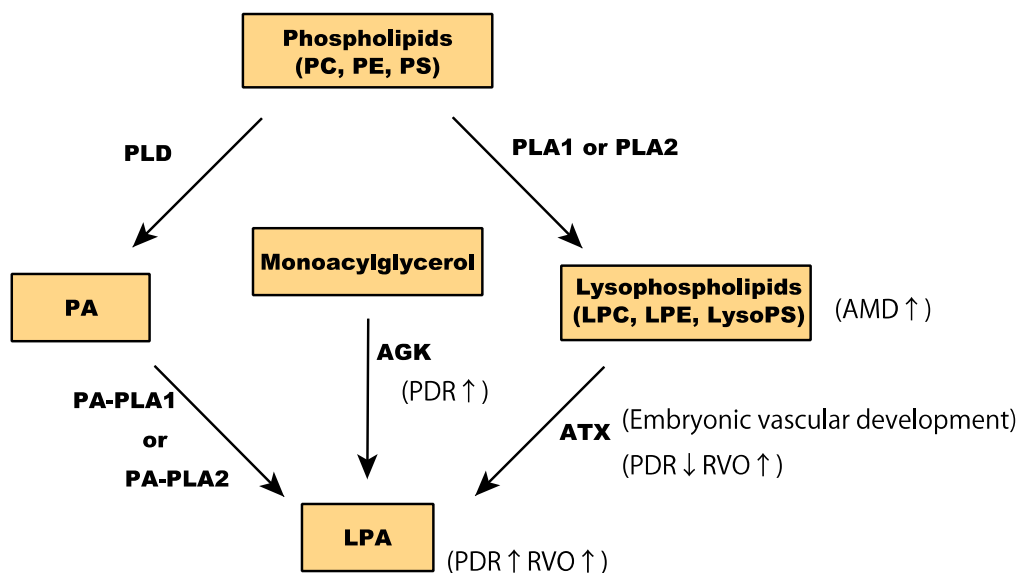 Phospholipids
(PC, PE, PS)
PLD
PLA1 or PLA2
PA
Monoacylglycerol
Lysophospholipids
(LPC, LPE, LysoPS)
(AMD ↑)
AGK
(PDR ↑)
PA-PLA1
or
PA-PLA2
ATX
(Embryonic vascular development)
(PDR ↓ RVO ↑)
LPA
(PDR ↑ RVO ↑)